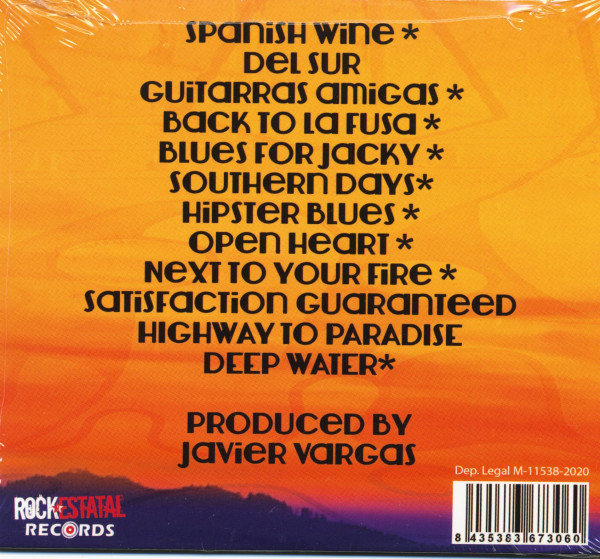 SPANISH WINE *
DEL SUR
GUITARRAS AMIGAS *
BACK TO LA FUSA *
BLUES FOR JACKY *
SOUTHERN DAYS*
HIPSTER BLUES *
OPEN HEART *
NEXT TO YOUR FIRE *
SATISFACTION GUARANTEED
HIGHWAY TO PARADISE
DEEP WATER*
PRODUCED BY
JAVIER VARGAS
Dep. Legal M-11538-2020
ROCK ESTATAL
RECORDS
8 435383 673060